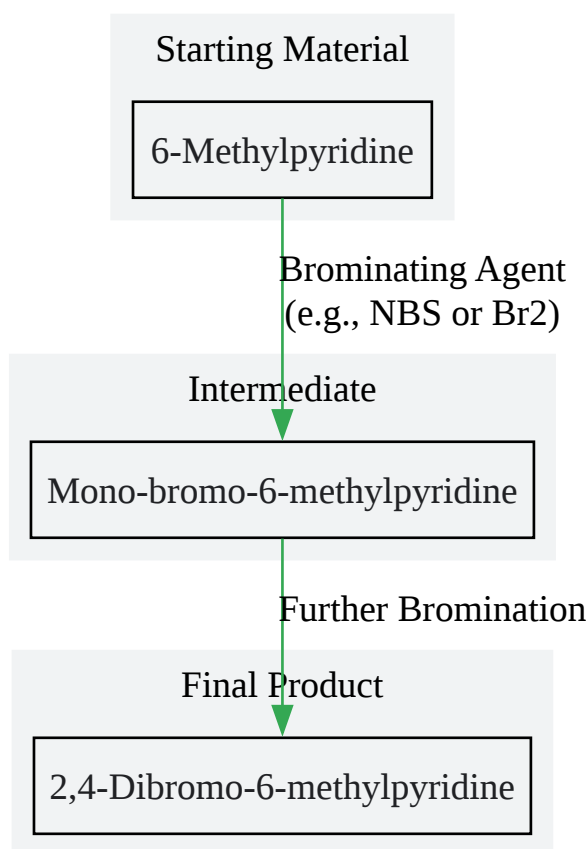 Starting Material
6-Methylpyridine
Brominating Agent
(e.g., NBS or Br2)
Intermediate
Mono-bromo-6-methylpyridine
Further Bromination
Final Product
2,4-Dibromo-6-methylpyridine